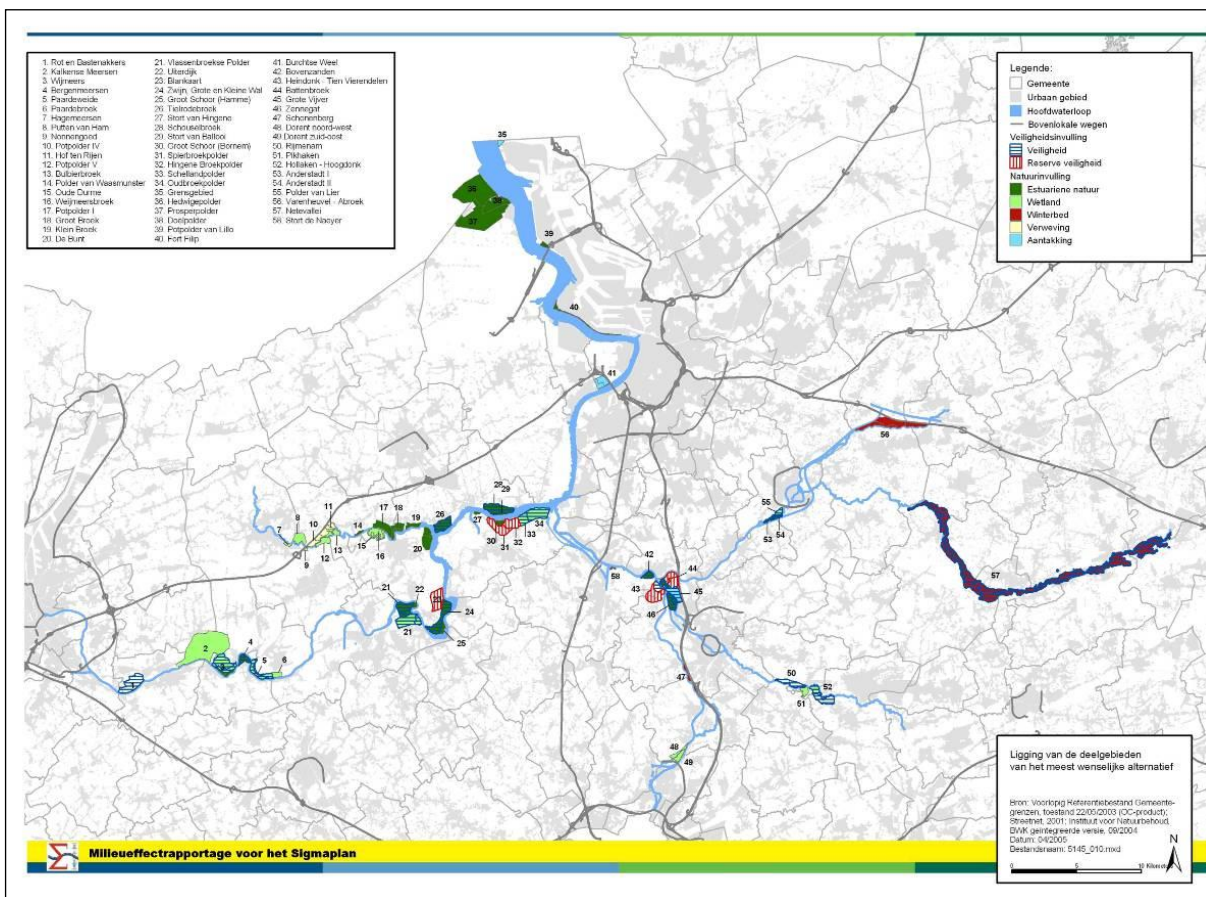 1. Rot en Bastenakkers
2. Kalkense Meersen
3. Wijmeers
4. Bergenmeersen
5. Paardeweide
6. Paardebroek
7. Hagemeersen
8. Putten van Ham
9. Nonnengoed
10. Potpolder IV
11. Hof ten Rijen
12. Potpolder V
13. Bulbierbroek
14. Polder van Waasmunster
15. Oude Durme
16. Weijmeersbroek
17. Potpolder I
18. Groot Broek
19. Klein Broek
20. De Bunt
21. Vlassenbroekse Polder
22. Uiterdijk
23. Blankaart
24. Zwijn, Grote en Kleine Wal
25. Groot Schoor (Hamme)
26. Tielrodebroek
27. Stort van Hingene
28. Schouselbroek
29. Stort van Ballooi
30. Groot Schoor (Bornem)
31. Spierbroekpolder
32. Hingene Broekpolder
33. Schellandpolder
34. Oudbroekpolder
35. Grensgebied
36. Hedwigepolder
37. Prosperpolder
38. Doelpolder
39. Potpolder van Lillo
40. Fort Filip
41. Burchtse Weel
42. Bovenzanden
43. Heindonk - Tien Vierendelen
44. Battenbroek
45. Grote Vijver
46. Zennegat
47. Schonenberg
48. Dorent noord-west
49. Dorent zuid-oost
50. Rijmenam
51. Pikhaken
52. Hollaken - Hoogdonk
53. Anderstadt I
54. Anderstadt II
55. Polder van Lier
56. Varenheuvel - Abroek
57. Netevallei
58. Stort de Naeyer
Legende:
Gemeente
Urbaan gebied
Hoofdwaterloop
Bovenlokale wegen
Veiligheidsinvulling
Veiligheid
Reserve veiligheid
Natuurinvulling
Estuariene natuur
Wetland
Winterbed
Verweving
Aantakking
35
36
38
37
39
40
41
56
55
53 54
57
28
29
27
30
31
32
33
34
26
17 18 19
20
14
15 16
11
10
12 13
8
7
9
42
58
43
44
45
46
21
22
23
24
21
25
2
4
5 6
47
50
51
52
48
49
Ligging van de deelgebieden
van het meest wenselijke alternatief
Bron: Voorlopig Referentiebestand Gemeente-
grenzen, toestand 22/05/2003 (OC-product);
Streetnet, 2001; Instituut voor Natuurbehoud,
BWK geïntegreerde versie, 09/2004
Datum: 04/2005
Bestandsnaam: 5145_010.mxd
N
0 5 10 Kilometers
Milieueffectrapportage voor het Sigmaplan